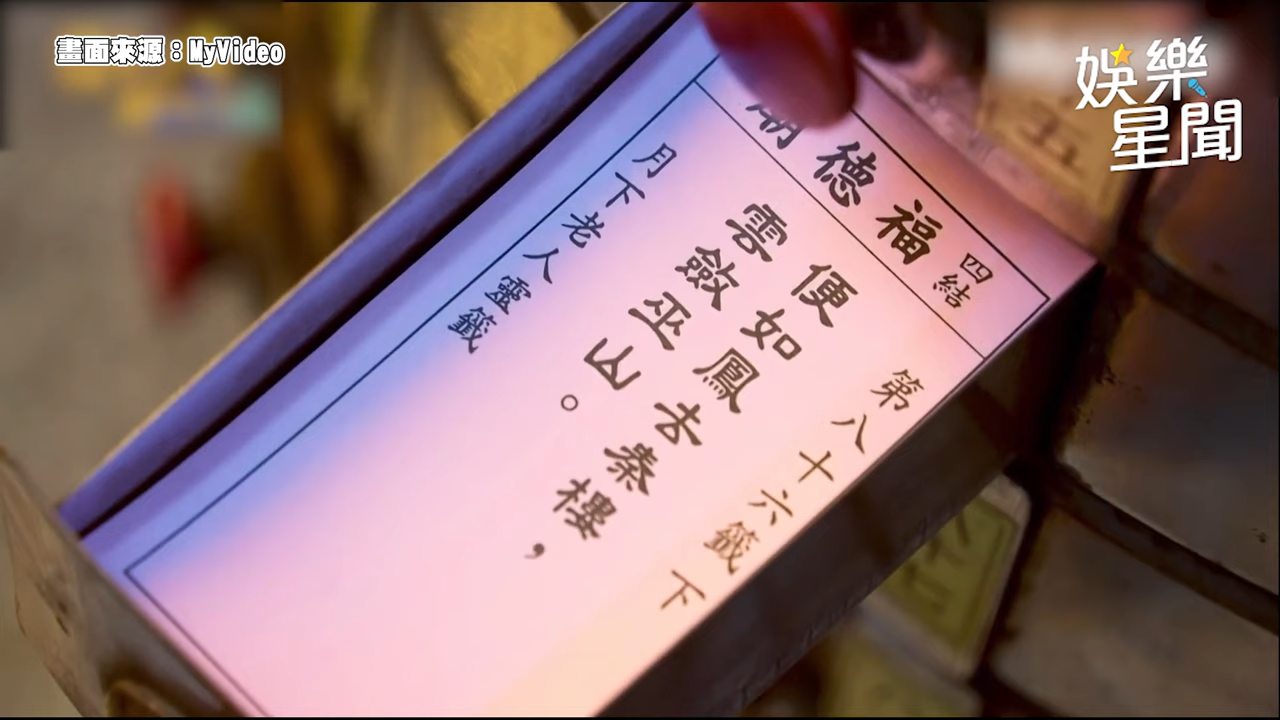 畫面來源：MyVideo
娛樂
星聞
四結
福德廟
第八十六籤 下
便如鳳去秦樓，
雲斂巫山。
月下老人靈籤